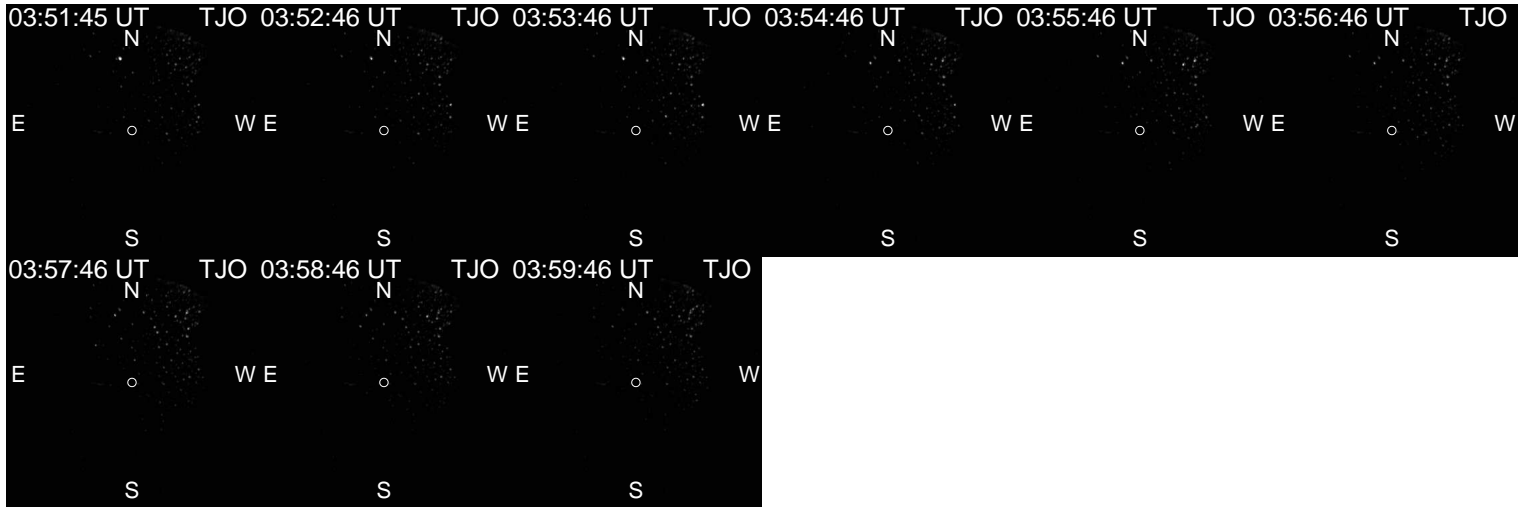 03:51:45 UT TJO 03:52:46 UT TJO 03:53:46 UT TJO 03:54:46 UT TJO 03:55:46 UT TJO 03:56:46 UT TJO
N N N N N N
E W E W E W E W E W E W
S S S S S S
03:57:46 UT TJO 03:58:46 UT TJO 03:59:46 UT TJO
N N N
E W E W E W
S S S